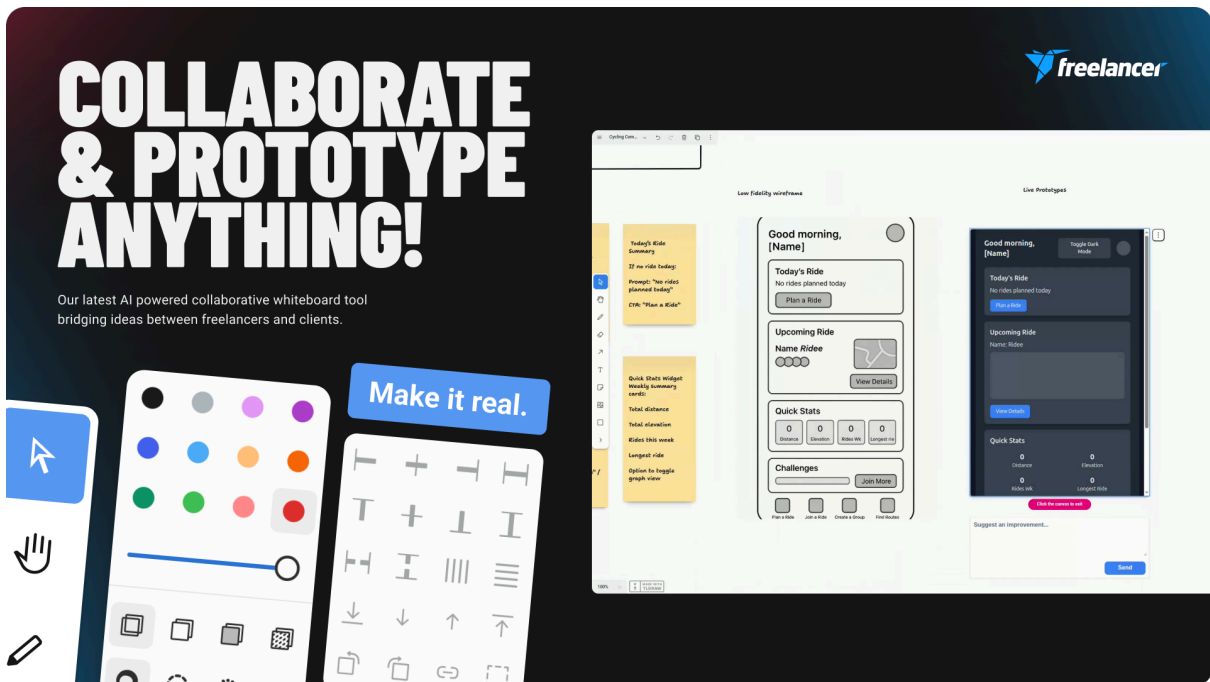 COLLABORATE
& PROTOTYPE
ANYTHING!
Our latest AI powered collaborative whiteboard tool
bridging ideas between freelancers and clients.
freelancer
Make it real.
Cycling Com...
Low fidelity wireframe
Live Prototypes
Today's Ride
Summary
If no ride today:
Prompt: "No rides
planned today"
CTA: "Plan a Ride"
Quick Stats Widget
Weekly summary
cards:
Total distance
Total elevation
Rides this week
Longest ride
Option to toggle
graph view
Good morning,
[Name]
Today's Ride
No rides planned today
Plan a Ride
Upcoming Ride
Name Ridee
View Details
Quick Stats
0
Distance
0
Elevation
0
Rides Wk
0
Longest rie
Challenges
Join More
Plan a Ride
Join a Ride
Create a Group
Find Routes
Good morning,
[Name]
Toggle Dark
Mode
Today's Ride
No rides planned today
Plan a Ride
Upcoming Ride
Name: Ridee
View Details
Quick Stats
0
Distance
0
Elevation
0
Rides Wk
0
Longest Ride
Click the canvas to exit
Suggest an improvement...
Send
100%
MADE WITH
TLDRAW